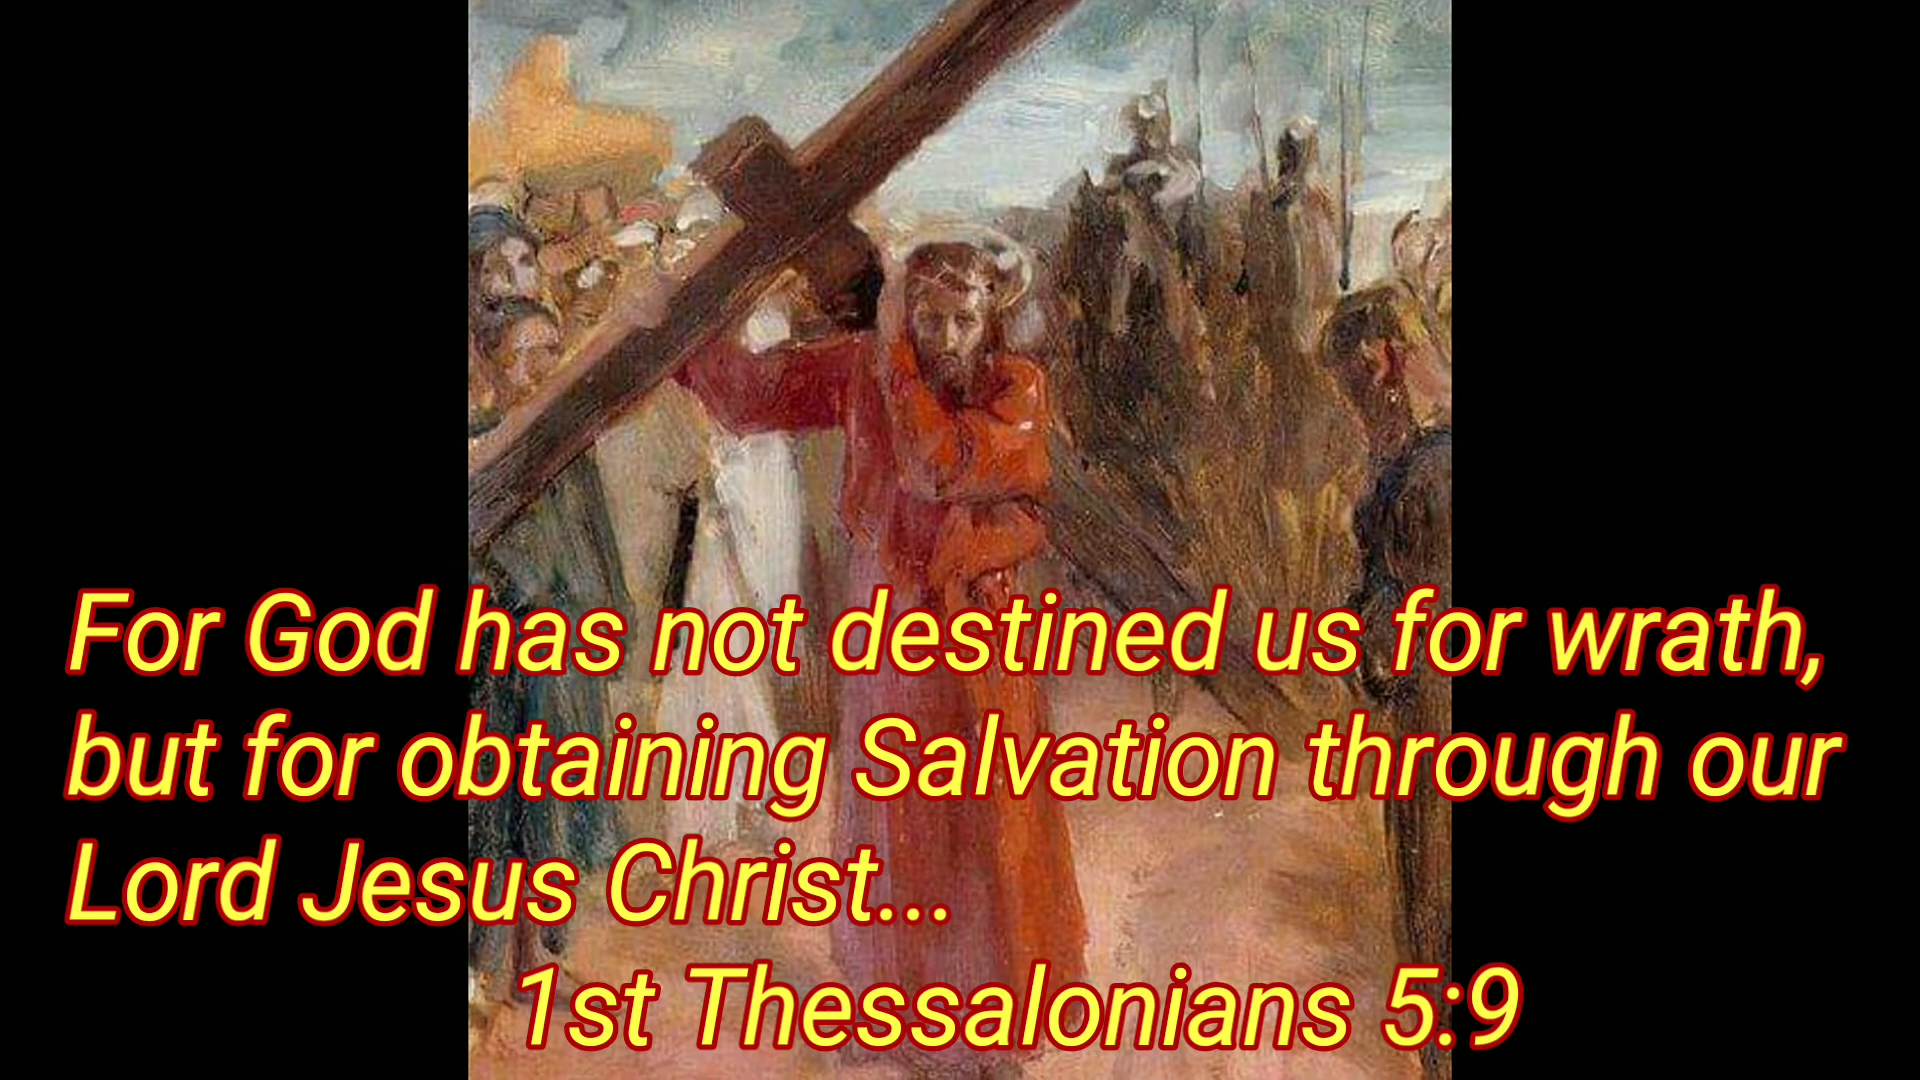 For God has not destined us for wrath,
but for obtaining Salvation through our
Lord Jesus Christ...
1st Thessalonians 5:9